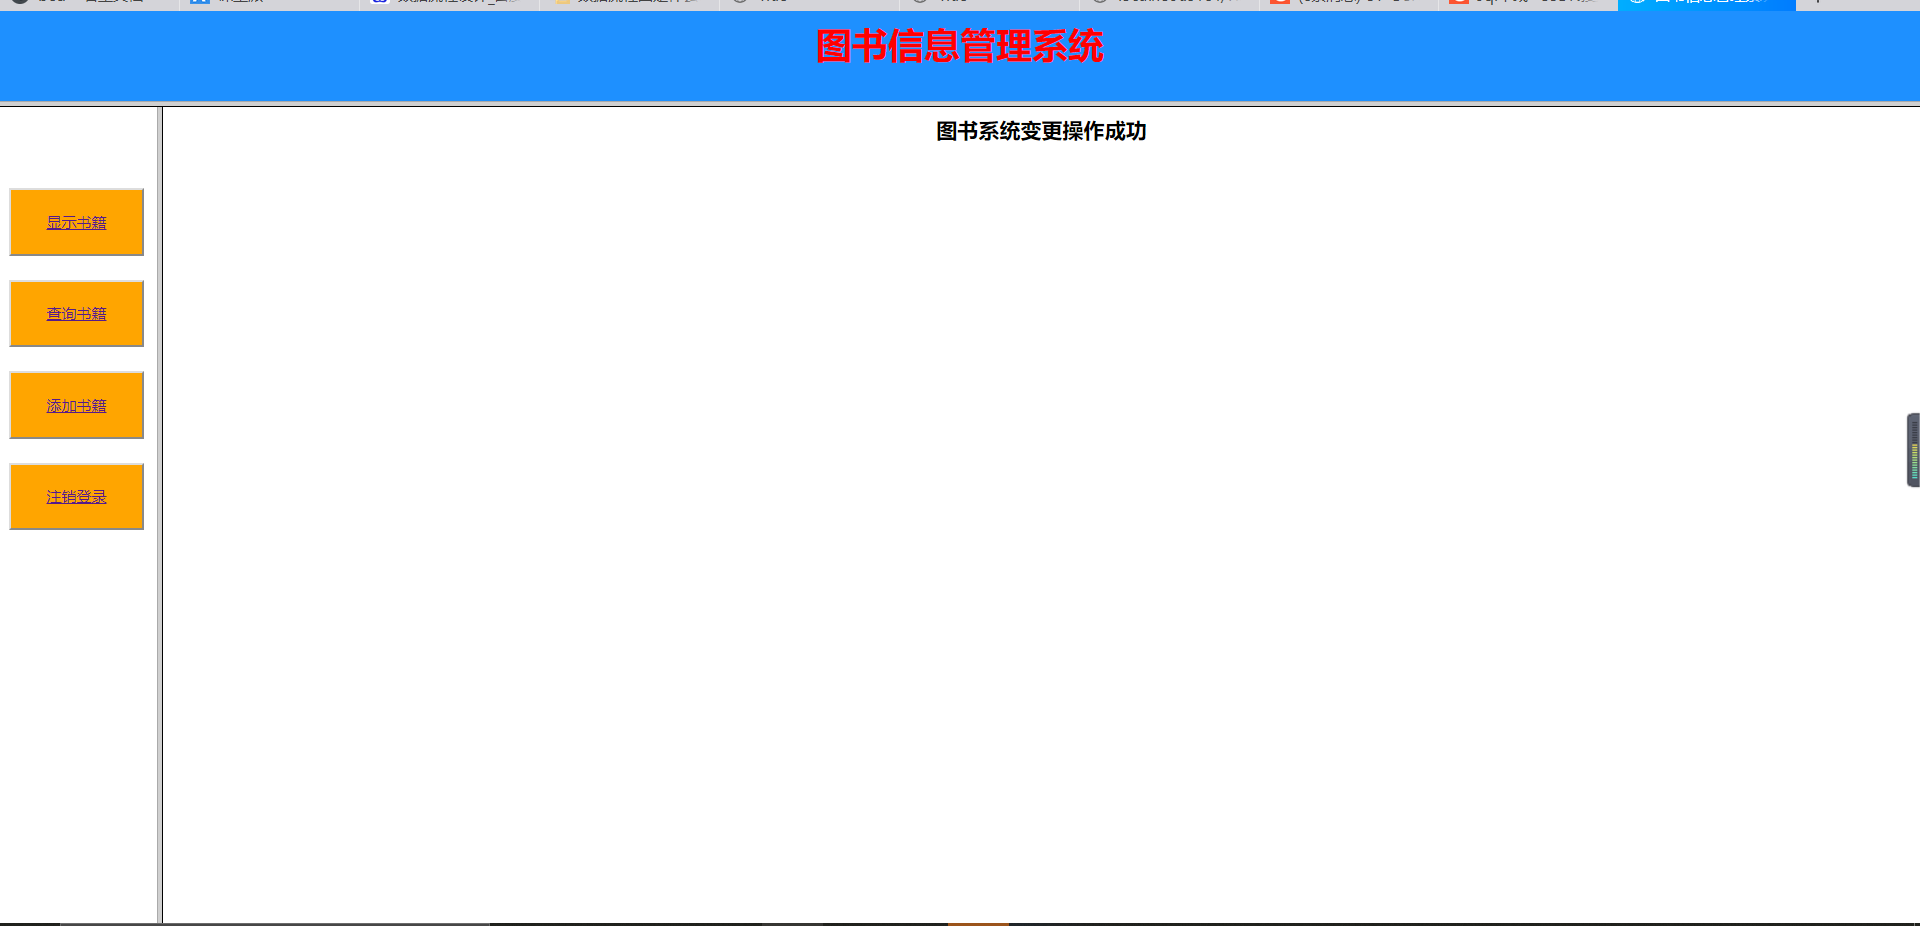 图书信息管理系统
图书系统变更操作成功
显示书籍
查询书籍
添加书籍
注销登录